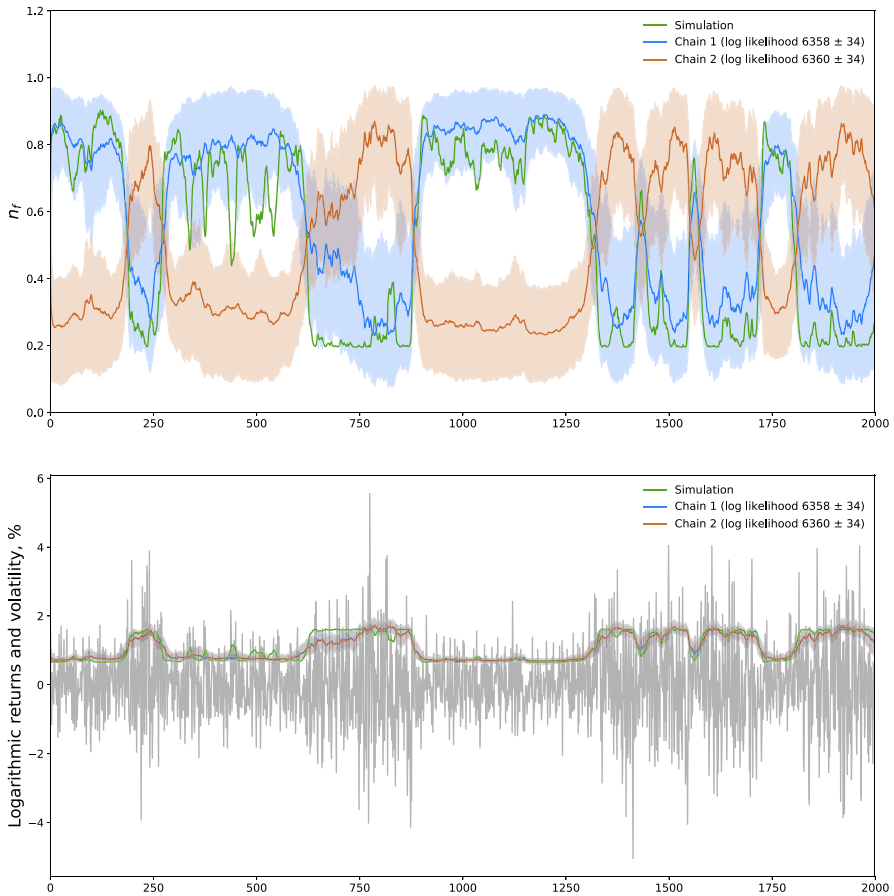 1.2
1.0
0.8
0.6
0.4
0.2
0.0
n_f
Simulation
Chain 1 (log likelihood 6358 ± 34)
Chain 2 (log likelihood 6360 ± 34)
0 250 500 750 1000 1250 1500 1750 2000
6
4
2
0
−2
−4
Logarithmic returns and volatility, %
Simulation
Chain 1 (log likelihood 6358 ± 34)
Chain 2 (log likelihood 6360 ± 34)
0 250 500 750 1000 1250 1500 1750 2000